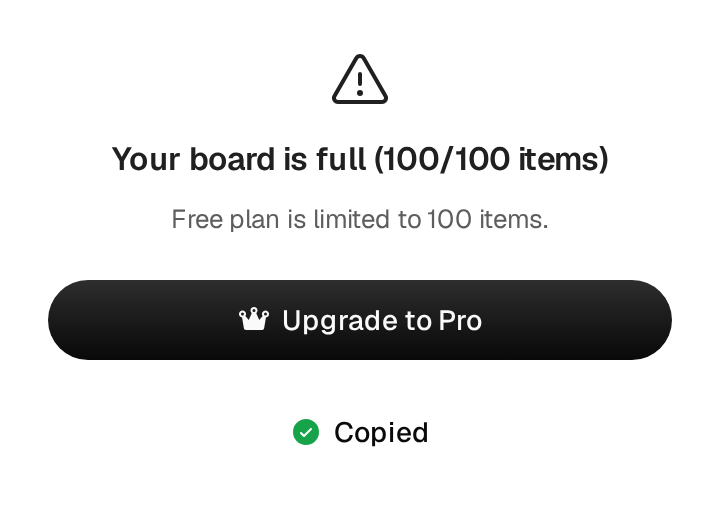 Your board is full (100/100 items)
Free plan is limited to 100 items.
Upgrade to Pro
Copied